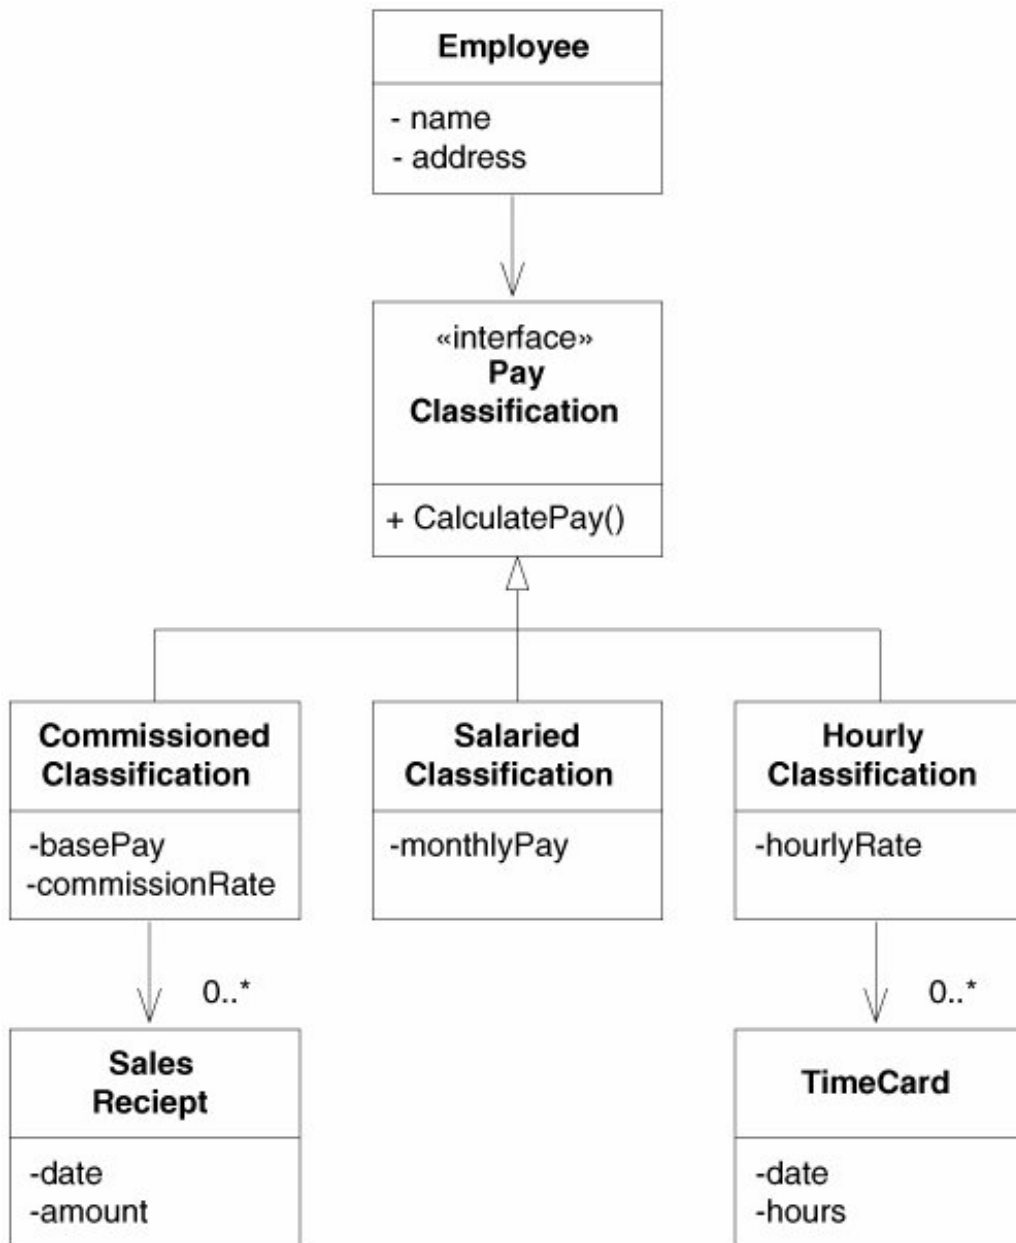 Employee
- name
- address
«interface»
Pay
Classification
+ CalculatePay()
Commissioned
Classification
-basePay
-commissionRate
Salaried
Classification
-monthlyPay
Hourly
Classification
-hourlyRate
0..*
0..*
Sales
Reciept
-date
-amount
TimeCard
-date
-hours